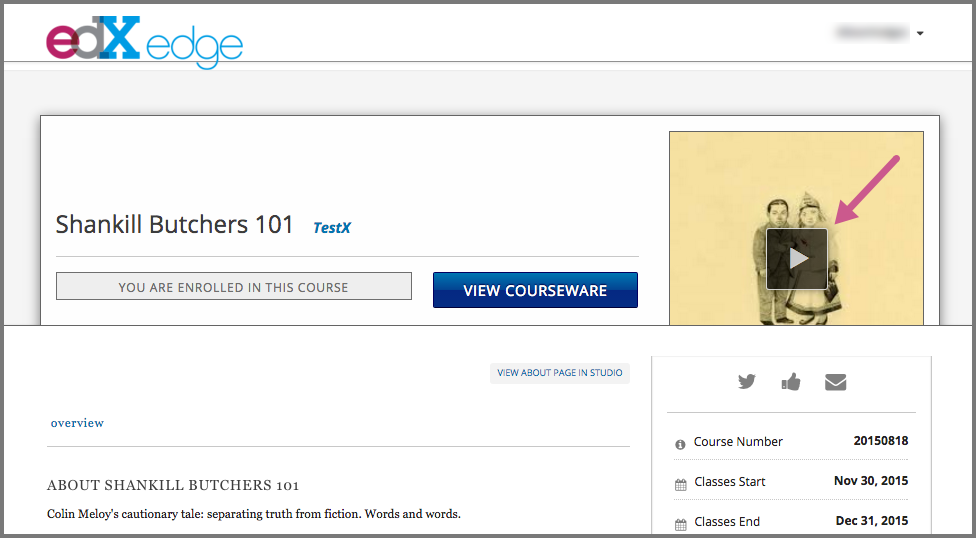 edX edge
Shankill Butchers 101 TestX
YOU ARE ENROLLED IN THIS COURSE
VIEW COURSEWARE
VIEW ABOUT PAGE IN STUDIO
overview
ABOUT SHANKILL BUTCHERS 101
Colin Meloy's cautionary tale: separating truth from fiction. Words and words.
Course Number 20150818
Classes Start Nov 30, 2015
Classes End Dec 31, 2015